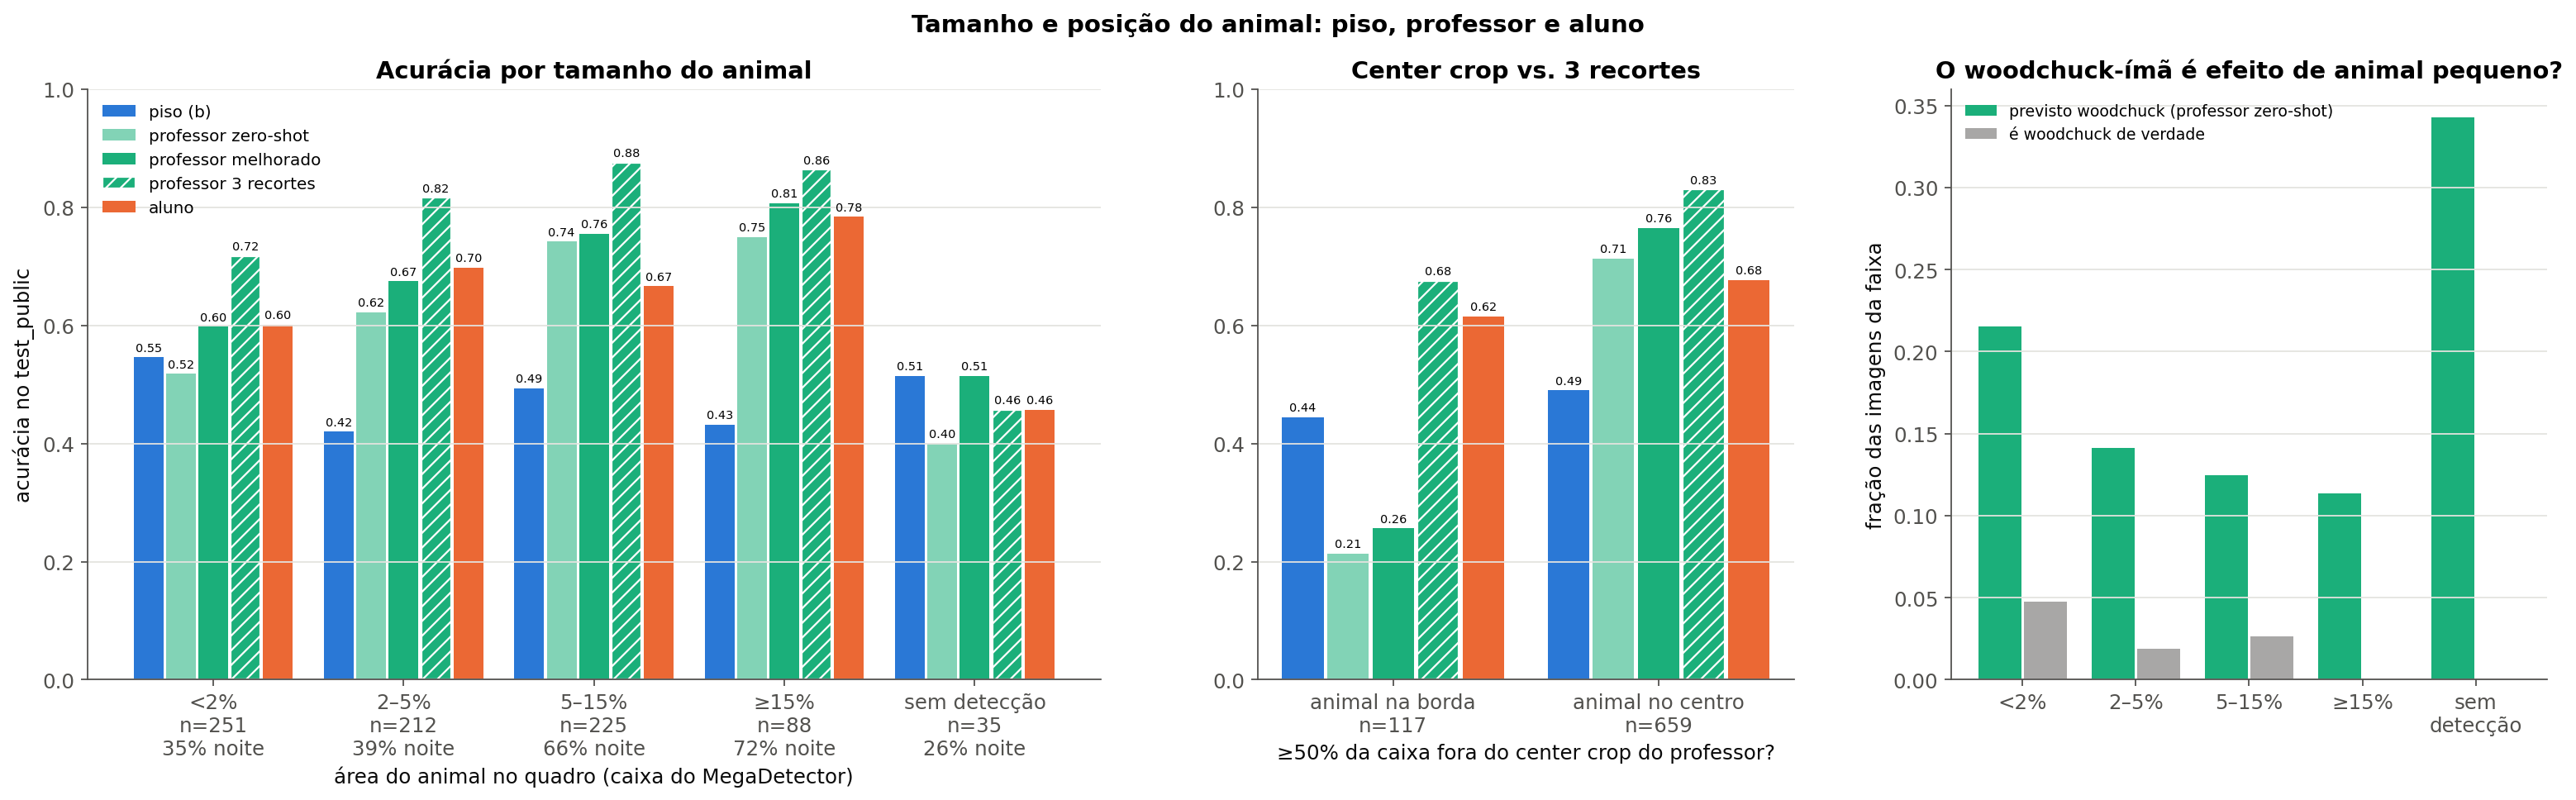 Tamanho e posição do animal: piso, professor e aluno
Acurácia por tamanho do animal
acurácia no test_public
1.0
0.8
0.6
0.4
0.2
0.0
piso (b)
professor zero-shot
professor melhorado
professor 3 recortes
aluno
0.55
0.52
0.60
0.72
0.60
0.42
0.62
0.67
0.82
0.70
0.49
0.74
0.76
0.88
0.67
0.43
0.75
0.81
0.86
0.78
0.51
0.40
0.51
0.46
0.46
<2%
n=251
35% noite
2–5%
n=212
39% noite
5–15%
n=225
66% noite
≥15%
n=88
72% noite
sem detecção
n=35
26% noite
área do animal no quadro (caixa do MegaDetector)
Center crop vs. 3 recortes
1.0
0.8
0.6
0.4
0.2
0.0
0.44
0.21
0.26
0.68
0.62
0.49
0.71
0.76
0.83
0.68
animal na borda
n=117
animal no centro
n=659
≥50% da caixa fora do center crop do professor?
O woodchuck-ímã é efeito de animal pequeno?
fração das imagens da faixa
0.35
0.30
0.25
0.20
0.15
0.10
0.05
0.00
previsto woodchuck (professor zero-shot)
é woodchuck de verdade
<2%
2–5%
5–15%
≥15%
sem
detecção